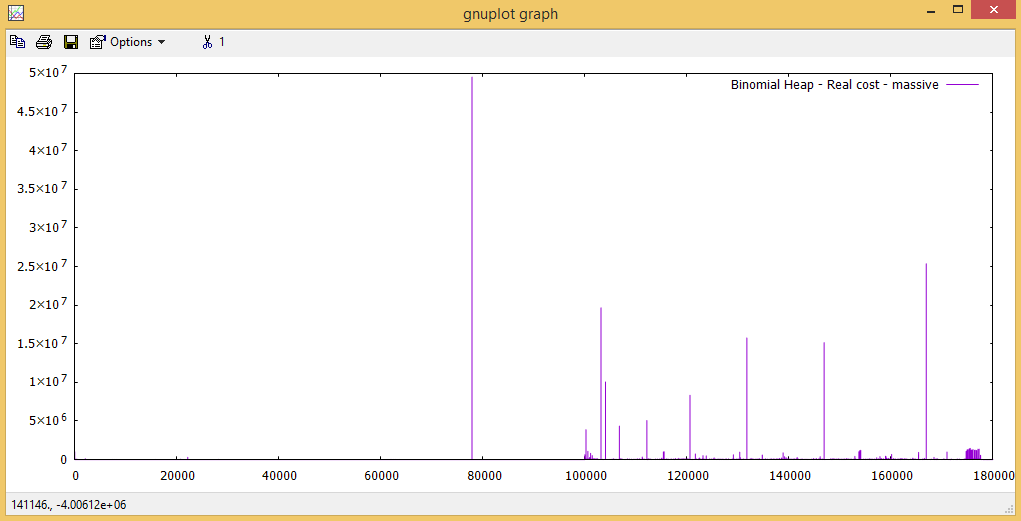 gnuplot graph
Options 1
Binomial Heap - Real cost - massive
5×10^7
4.5×10^7
4×10^7
3.5×10^7
3×10^7
2.5×10^7
2×10^7
1.5×10^7
1×10^7
5×10^6
0
0 20000 40000 60000 80000 100000 120000 140000 160000 180000
141146., -4.00612e+06